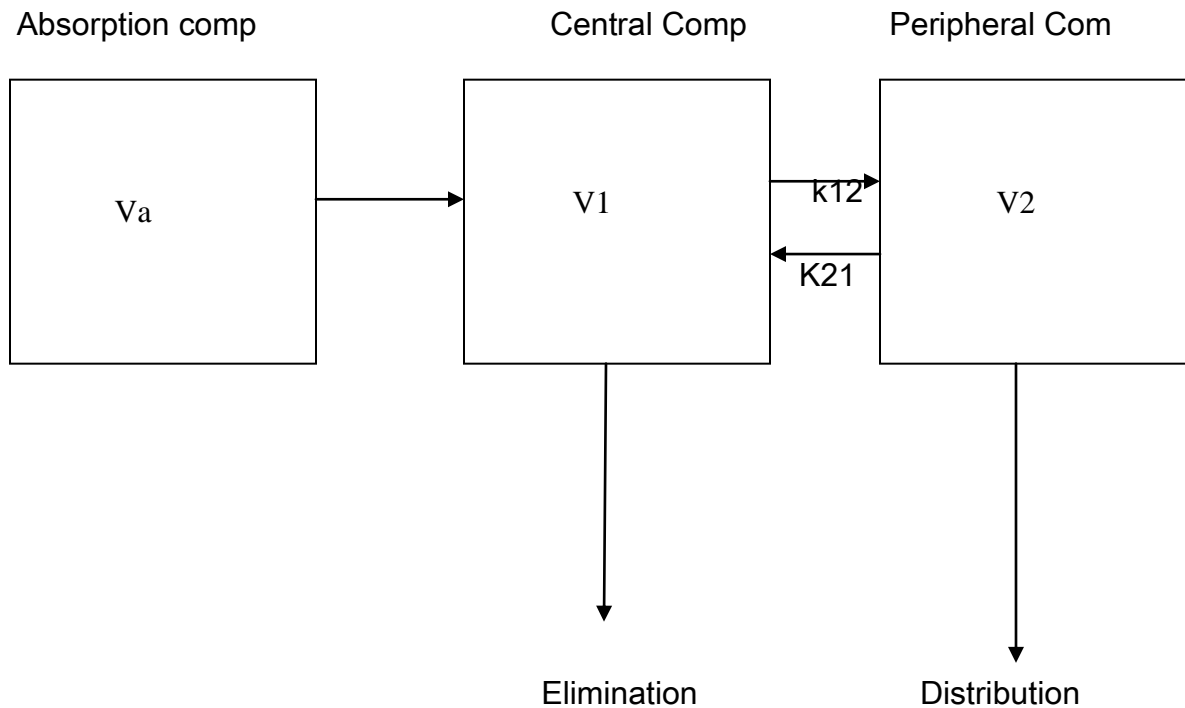 Absorption comp
Central Comp
Peripheral Com
Va
V1
k12
K21
V2
Elimination
Distribution